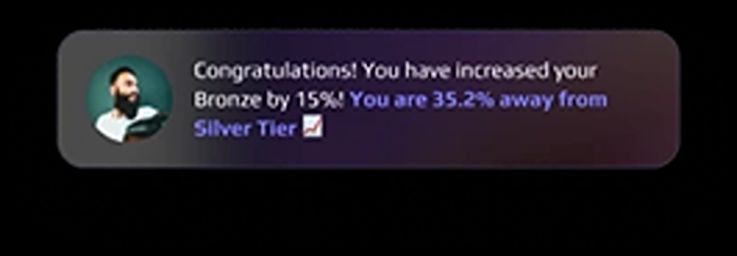 Congratulations! You have increased your
Bronze by 15%! You are 35.2% away from
Silver Tier 📈